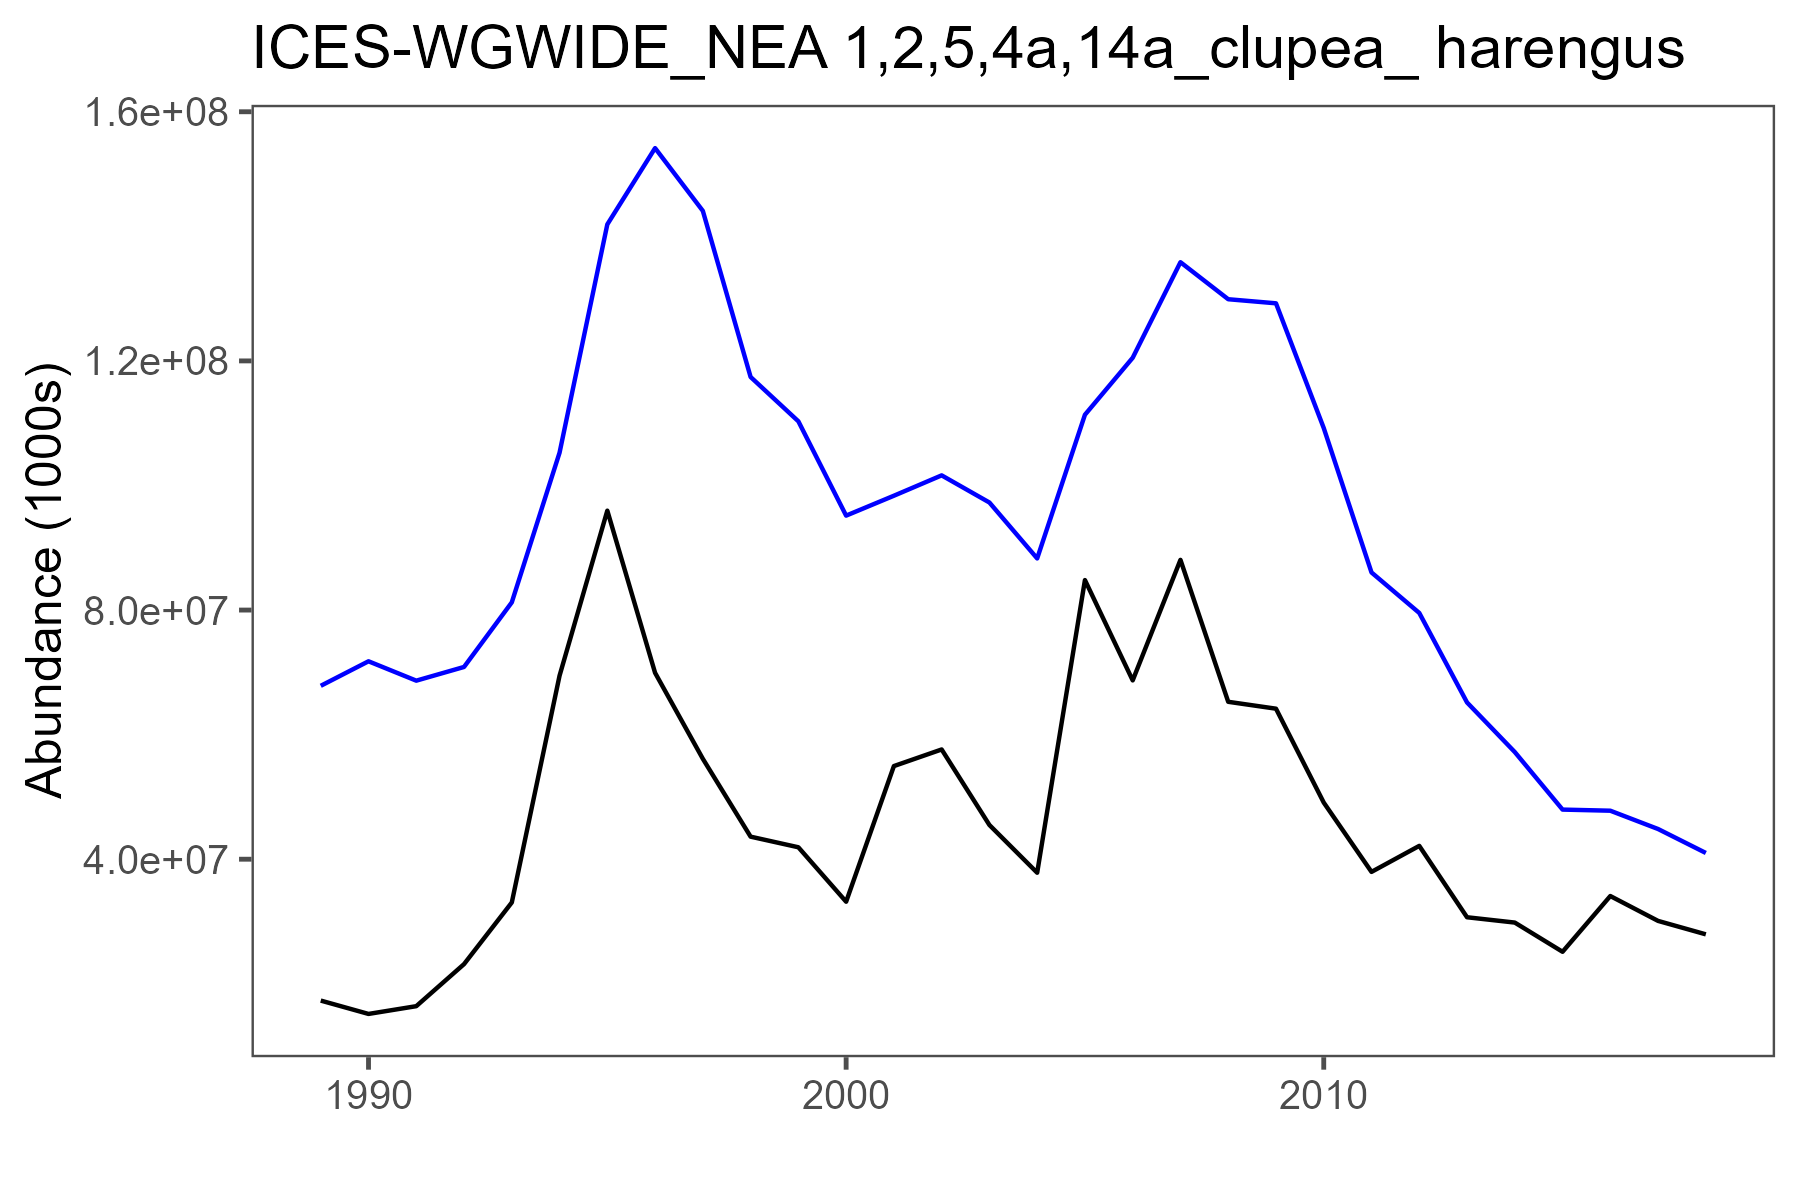 ICES-WGWIDE_NEA 1,2,5,4a,14a_clupea_ harengus
1.6e+08
1.2e+08
8.0e+07
4.0e+07
Abundance (1000s)
1990 2000 2010